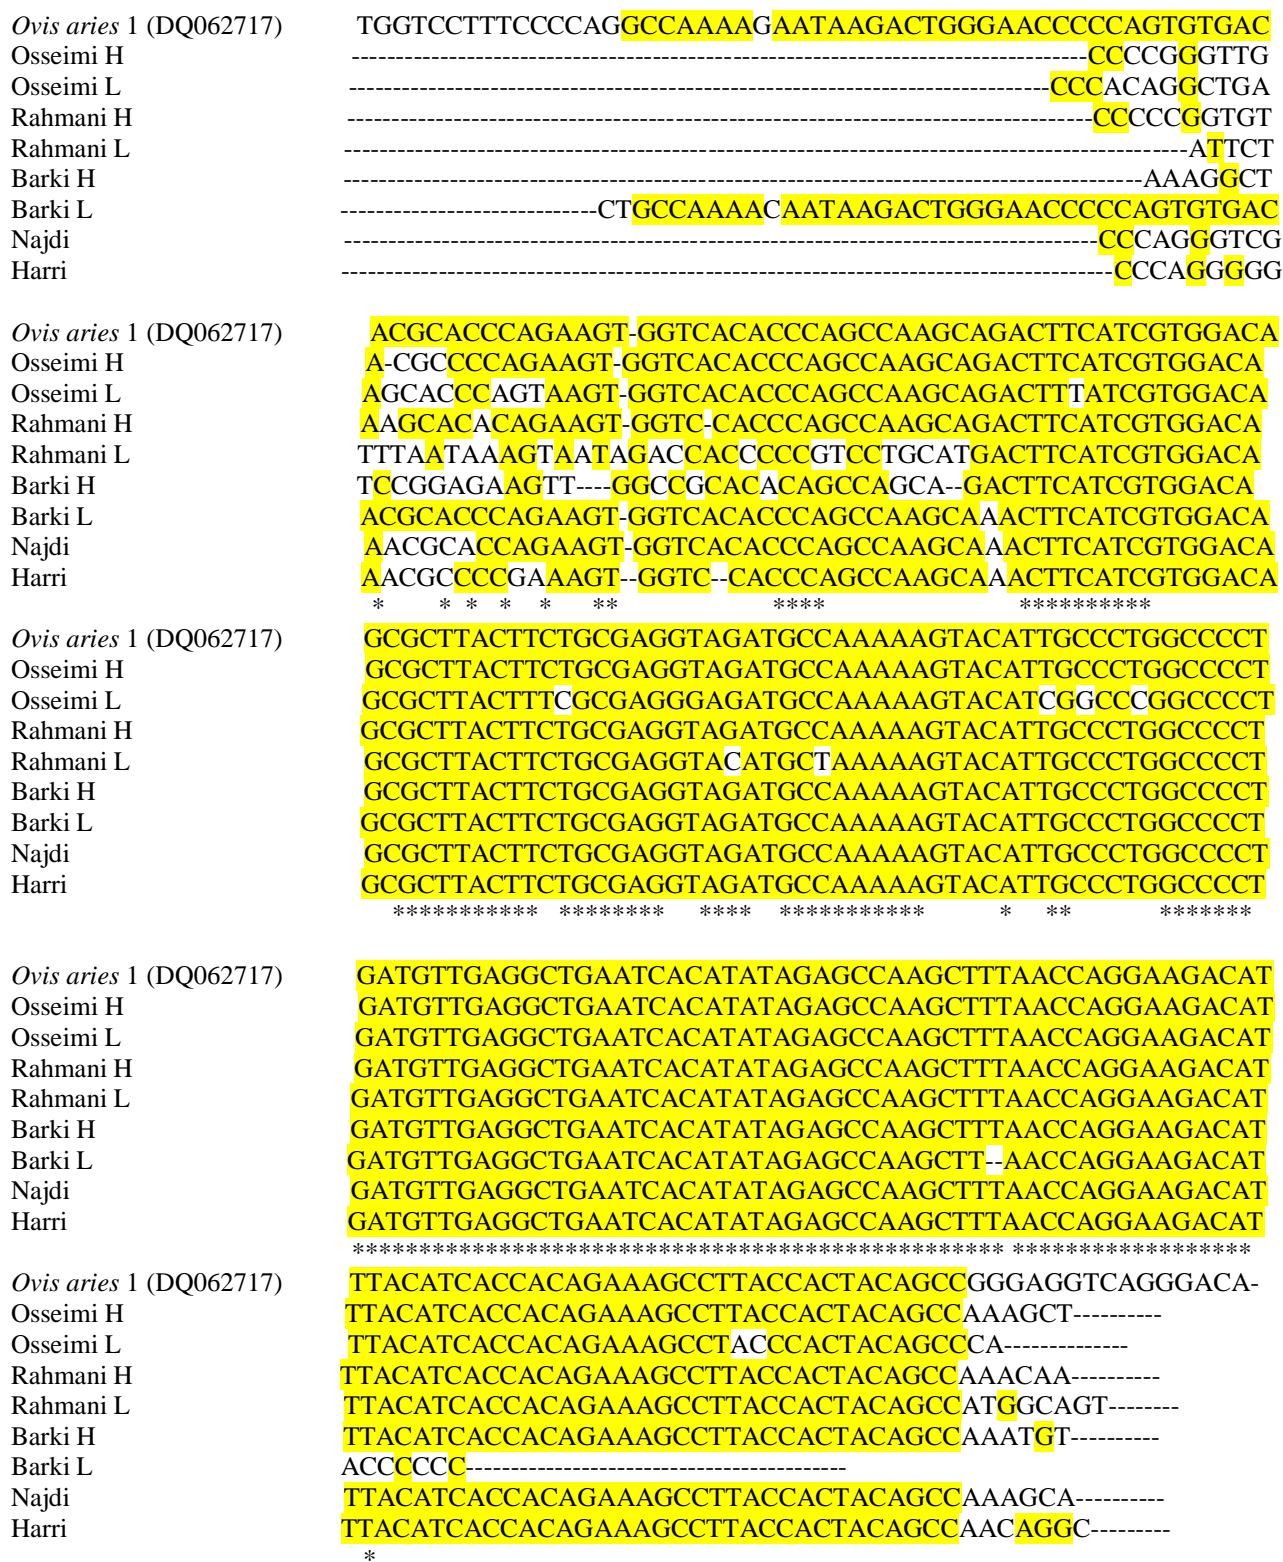 Ovis aries 1 (DQ062717) TGGTCCTTTCCCCAGGCCAAAAGAATAAGACTGGGAACCCCCAGTGTGAC
Osseimi H ------------------------------------------------------------------------------------CCCCGGGTTG
Osseimi L --------------------------------------------------------------------------------CCCACAGGCTGA
Rahmani H -------------------------------------------------------------------------------------CCCCCGGTGT
Rahmani L ------------------------------------------------------------------------------------------------ATTCT
Barki H -------------------------------------------------------------------------------------------AAAGGCT
Barki L -----------------------------CTGCCAAAACAATAAGACTGGGAACCCCCAGTGTGAC
Najdi --------------------------------------------------------------------------------------CCCAGGGTCG
Harri ----------------------------------------------------------------------------------------CCCAGGGGG
Ovis aries 1 (DQ062717) ACGCACCCAGAAGT-GGTCACACCCAGCCAAGCAGACTTCATCGTGGACA
Osseimi H A-CGCCCCAGAAGT-GGTCACACCCAGCCAAGCAGACTTCATCGTGGACA
Osseimi L AGCACCCAGTAAGT-GGTCACACCCAGCCAAGCAGACTTTATCGTGGACA
Rahmani H AAGCACACAGAAGT-GGTC-CACCCAGCCAAGCAGACTTCATCGTGGACA
Rahmani L TTTAATAAAGTAATAGACCACCCCCGTCCTGCATGACTTCATCGTGGACA
Barki H TCCGGAGAAGTT----GGCCGCACACAGCCAGCA--GACTTCATCGTGGACA
Barki L ACGCACCCAGAAGT-GGTCACACCCAGCCAAGCAAACTTCATCGTGGACA
Najdi AACGCACCAGAAGT-GGTCACACCCAGCCAAGCAAACTTCATCGTGGACA
Harri AACGCCCCGAAAGT--GGTC--CACCCAGCCAAGCAAACTTCATCGTGGACA
* * * * * ** **** **********
Ovis aries 1 (DQ062717) GCGCTTACTTCTGCGAGGTAGATGCCAAAAAGTACATTGCCCTGGCCCCT
Osseimi H GCGCTTACTTCTGCGAGGTAGATGCCAAAAAGTACATTGCCCTGGCCCCT
Osseimi L GCGCTTACTTTCGCGAGGGAGATGCCAAAAAGTACATCGGCCCGGCCCCT
Rahmani H GCGCTTACTTCTGCGAGGTAGATGCCAAAAAGTACATTGCCCTGGCCCCT
Rahmani L GCGCTTACTTCTGCGAGGTACATGCTAAAAAGTACATTGCCCTGGCCCCT
Barki H GCGCTTACTTCTGCGAGGTAGATGCCAAAAAGTACATTGCCCTGGCCCCT
Barki L GCGCTTACTTCTGCGAGGTAGATGCCAAAAAGTACATTGCCCTGGCCCCT
Najdi GCGCTTACTTCTGCGAGGTAGATGCCAAAAAGTACATTGCCCTGGCCCCT
Harri GCGCTTACTTCTGCGAGGTAGATGCCAAAAAGTACATTGCCCTGGCCCCT
*********** ******** **** *********** * ** *******
Ovis aries 1 (DQ062717) GATGTTGAGGCTGAATCACATATAGAGCCAAGCTTTAACCAGGAAGACAT
Osseimi H GATGTTGAGGCTGAATCACATATAGAGCCAAGCTTTAACCAGGAAGACAT
Osseimi L GATGTTGAGGCTGAATCACATATAGAGCCAAGCTTTAACCAGGAAGACAT
Rahmani H GATGTTGAGGCTGAATCACATATAGAGCCAAGCTTTAACCAGGAAGACAT
Rahmani L GATGTTGAGGCTGAATCACATATAGAGCCAAGCTTTAACCAGGAAGACAT
Barki H GATGTTGAGGCTGAATCACATATAGAGCCAAGCTTTAACCAGGAAGACAT
Barki L GATGTTGAGGCTGAATCACATATAGAGCCAAGCTT--AACCAGGAAGACAT
Najdi GATGTTGAGGCTGAATCACATATAGAGCCAAGCTTTAACCAGGAAGACAT
Harri GATGTTGAGGCTGAATCACATATAGAGCCAAGCTTTAACCAGGAAGACAT
************************************************* ******************
Ovis aries 1 (DQ062717) TTACATCACCACAGAAAGCCTTACCACTACAGCCGGGAGGTCAGGGACA-
Osseimi H TTACATCACCACAGAAAGCCTTACCACTACAGCCAAAGCT----------
Osseimi L TTACATCACCACAGAAAGCCTACCCACTACAGCCCA--------------
Rahmani H TTACATCACCACAGAAAGCCTTACCACTACAGCCAAACAA----------
Rahmani L TTACATCACCACAGAAAGCCTTACCACTACAGCCATGGCAGT--------
Barki H TTACATCACCACAGAAAGCCTTACCACTACAGCCAAATGT----------
Barki L ACCCCCC-------------------------------------------
Najdi TTACATCACCACAGAAAGCCTTACCACTACAGCCAAAGCA----------
Harri TTACATCACCACAGAAAGCCTTACCACTACAGCCAACAGGC---------
*